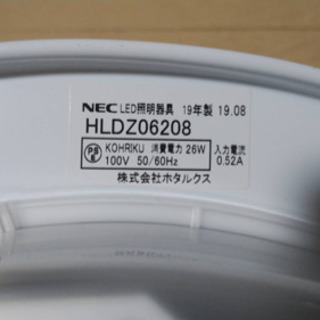 NEC LED照明器具 19年製 19.08
HLDZ06208
PSE KOHRIKU 消費電力 26W 入力電流
100V 50/60Hz 0.52A
株式会社ホタルクス